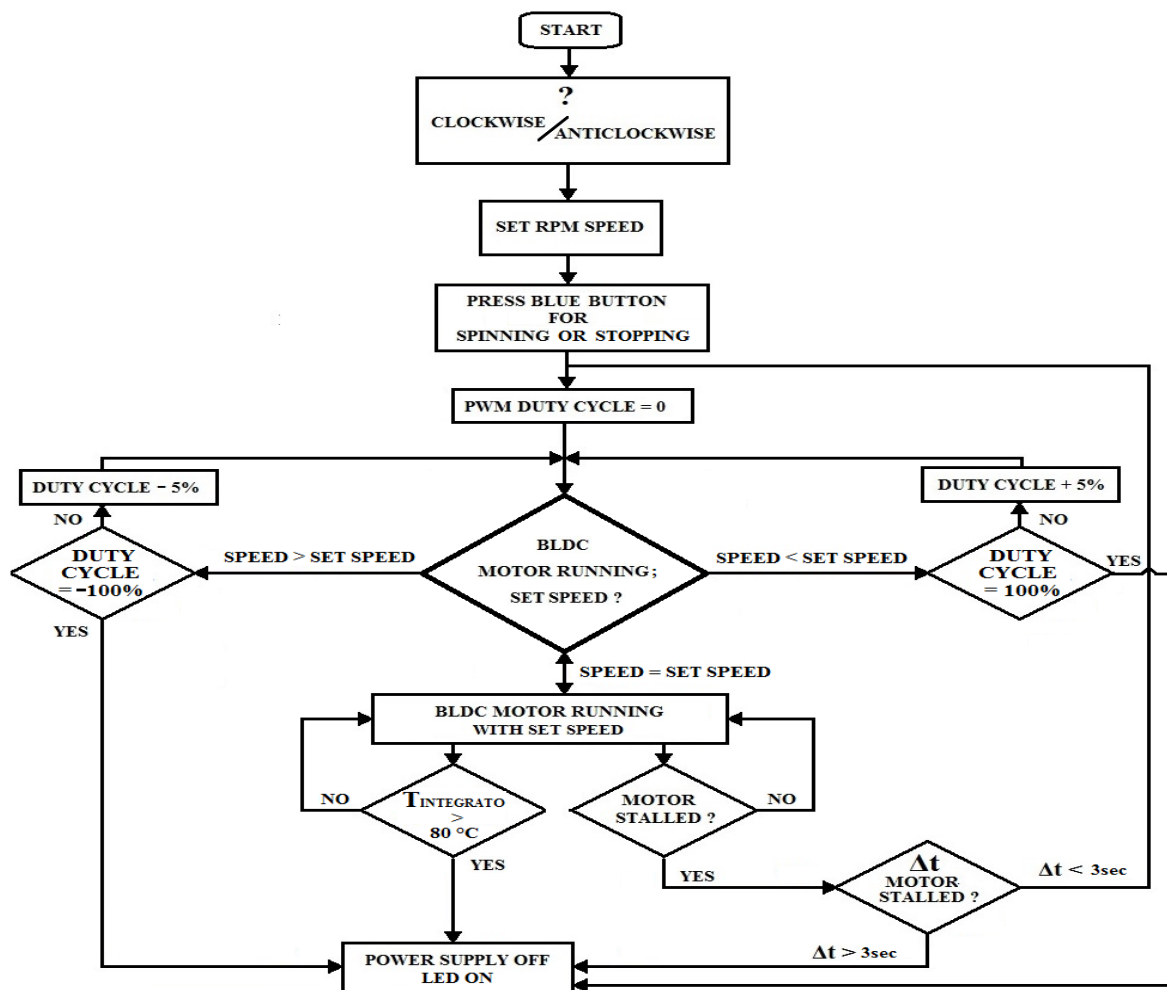 START
?
CLOCKWISE / ANTICLOCKWISE
SET RPM SPEED
PRESS BLUE BUTTON
FOR
SPINNING OR STOPPING
PWM DUTY CYCLE = 0
DUTY CYCLE - 5%
DUTY CYCLE + 5%
NO
NO
DUTY
CYCLE
= -100%
SPEED > SET SPEED
BLDC
MOTOR RUNNING;
SET SPEED ?
SPEED < SET SPEED
DUTY
CYCLE
= 100%
YES
YES
SPEED = SET SPEED
BLDC MOTOR RUNNING
WITH SET SPEED
NO
TINTEGRATO
>
80 °C
MOTOR
STALLED ?
NO
YES
YES
Δt
MOTOR
STALLED ?
Δt < 3sec
Δt > 3sec
POWER SUPPLY OFF
LED ON